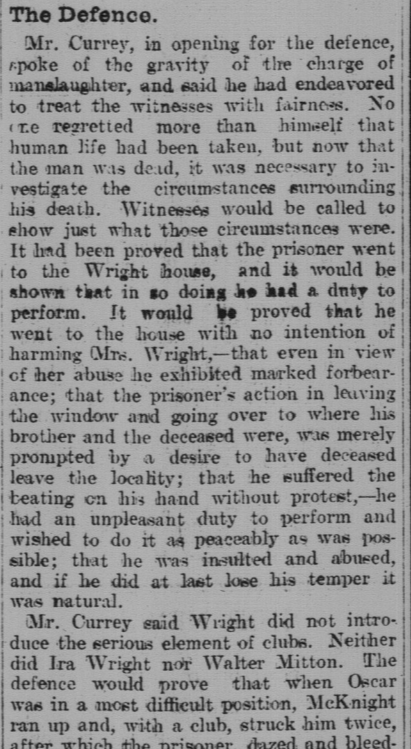 The Defence.
Mr. Currey, in opening for the defence,
spoke of the gravity of the charge of
manslaughter, and said he had endeavored
to treat the witnesses with fairness. No
one regretted more than himself that
human life had been taken, but now that
the man was dead, it was necessary to in-
vestigate the circumstances surrounding
his death. Witnesses would be called to
show just what those circumstances were.
It had been proved that the prisoner went
to the Wright house, and it would be
shown that in so doing he had a duty to
perform. It would be proved that he
went to the house with no intention of
harming Mrs. Wright,—that even in view
of her abuse he exhibited marked forbear-
ance; that the prisoner's action in leaving
the window and going over to where his
brother and the deceased were, was merely
prompted by a desire to have deceased
leave the locality; that he suffered the
beating on his hand without protest,—he
had an unpleasant duty to perform and
wished to do it as peaceably as was pos-
sible; that he was insulted and abused,
and if he did at last lose his temper it
was natural.
Mr. Currey said Wright did not intro-
duce the serious element of clubs. Neither
did Ira Wright nor Walter Mitton. The
defence would prove that when Oscar
was in a most difficult position, McKnight
ran up and, with a club, struck him twice,
after which the prisoner, dazed and bleed-